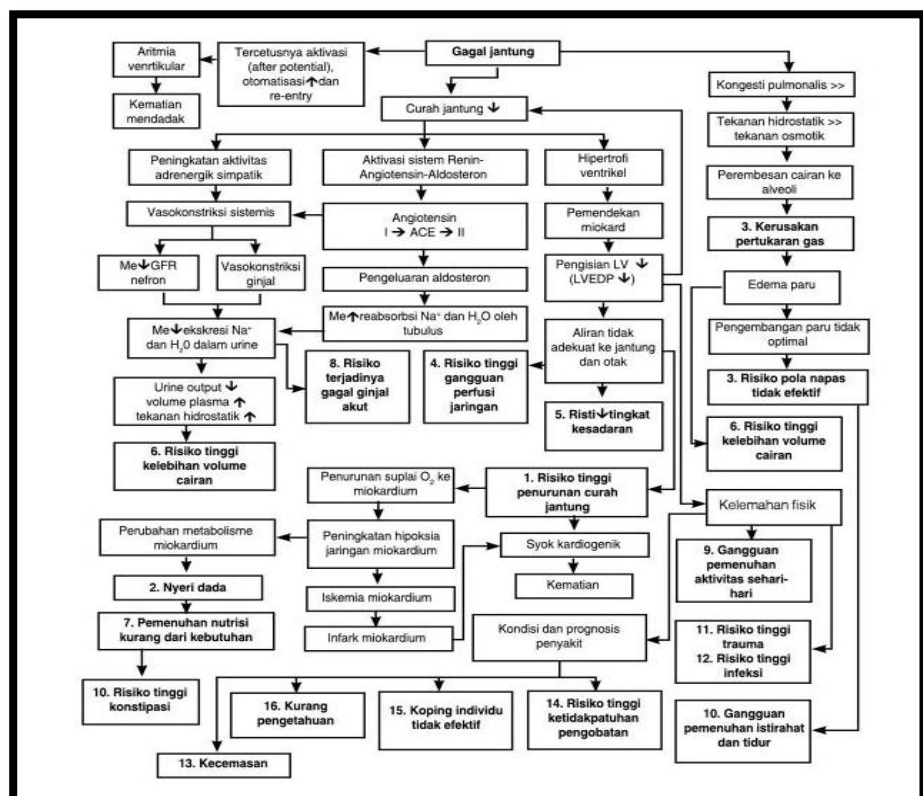 Aritmia
venrtikular
Tercetusnya aktivasi
(after potential),
otomatisasi↑dan
re-entry
Gagal jantung
Kematian
mendadak
Curah jantung ↓
Kongesti pulmonalis >>
Tekanan hidrostatik >>
tekanan osmotik
Peningkatan aktivitas
adrenergik simpatik
Aktivasi sistem Renin-
Angiotensin-Aldosteron
Hipertrofi
ventrikel
Perembesan cairan ke
alveoli
Vasokonstriksi sistemis
Angiotensin
I → ACE → II
Pemendekan
miokard
3. Kerusakan
pertukaran gas
Me↓GFR
nefron
Vasokonstriksi
ginjal
Pengeluaran aldosteron
Pengisian LV ↓
(LVEDP ↓)
Edema paru
Me↓ekskresi Na⁺
dan H₂0 dalam urine
Me↑reabsorbsi Na⁺ dan H₂O oleh
tubulus
Aliran tidak
adekuat ke jantung
dan otak
Pengembangan paru tidak
optimal
Urine output ↓
volume plasma ↑
tekanan hidrostatik ↑
8. Risiko
terjadinya
gagal ginjal
akut
4. Risiko tinggi
gangguan
perfusi
jaringan
5. Risti↓tingkat
kesadaran
3. Risiko pola napas
tidak efektif
6. Risiko tinggi
kelebihan volume
cairan
6. Risiko tinggi
kelebihan volume
cairan
Penurunan suplai O₂ ke
miokardium
1. Risiko tinggi
penurunan curah
jantung
Kelemahan fisik
Perubahan metabolisme
miokardium
Peningkatan hipoksia
jaringan miokardium
Syok kardiogenik
9. Gangguan
pemenuhan
aktivitas sehari-
hari
2. Nyeri dada
Iskemia miokardium
Kematian
7. Pemenuhan nutrisi
kurang dari kebutuhan
Infark miokardium
Kondisi dan prognosis
penyakit
11. Risiko tinggi
trauma
12. Risiko tinggi
infeksi
10. Risiko tinggi
konstipasi
16. Kurang
pengetahuan
15. Koping individu
tidak efektif
14. Risiko tinggi
ketidakpatuhan
pengobatan
10. Gangguan
pemenuhan istirahat
dan tidur
13. Kecemasan